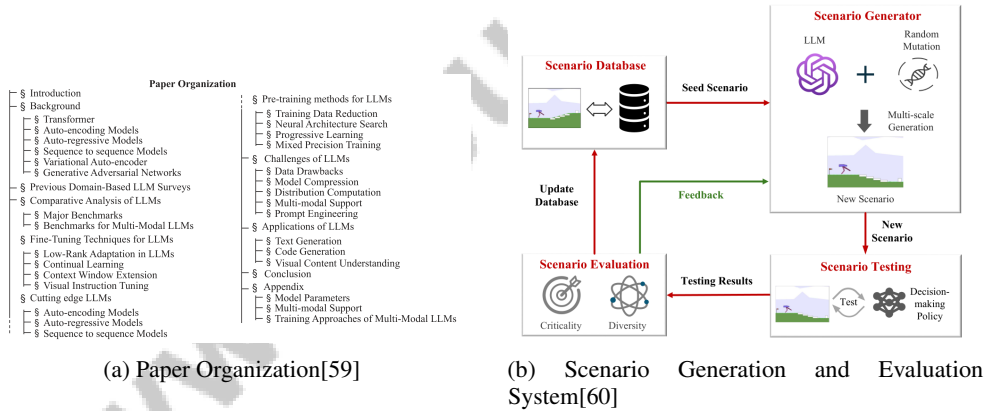 Paper Organization
§ Introduction
§ Background
§ Transformer
§ Auto-encoding Models
§ Auto-regressive Models
§ Sequence to sequence Models
§ Variational Auto-encoder
§ Generative Adversarial Networks
§ Previous Domain-Based LLM Surveys
§ Comparative Analysis of LLMs
§ Major Benchmarks
§ Benchmarks for Multi-Modal LLMs
§ Fine-Tuning Techniques for LLMs
§ Low-Rank Adaptation in LLMs
§ Continual Learning
§ Context Window Extension
§ Visual Instruction Tuning
§ Cutting edge LLMs
§ Auto-encoding Models
§ Auto-regressive Models
§ Sequence to sequence Models
§ Pre-training methods for LLMs
§ Training Data Reduction
§ Neural Architecture Search
§ Progressive Learning
§ Mixed Precision Training
§ Challenges of LLMs
§ Data Drawbacks
§ Model Compression
§ Distribution Computation
§ Multi-modal Support
§ Prompt Engineering
§ Applications of LLMs
§ Text Generation
§ Code Generation
§ Visual Content Understanding
§ Conclusion
§ Appendix
§ Model Parameters
§ Multi-modal Support
§ Training Approaches of Multi-Modal LLMs
(a) Paper Organization[59]
Scenario Database
Seed Scenario
Scenario Generator
LLM
Random
Mutation
Multi-scale
Generation
New Scenario
Update
Database
Feedback
New
Scenario
Scenario Evaluation
Criticality
Diversity
Testing Results
Scenario Testing
Test
Decision-
making
Policy
(b) Scenario Generation and Evaluation
System[60]